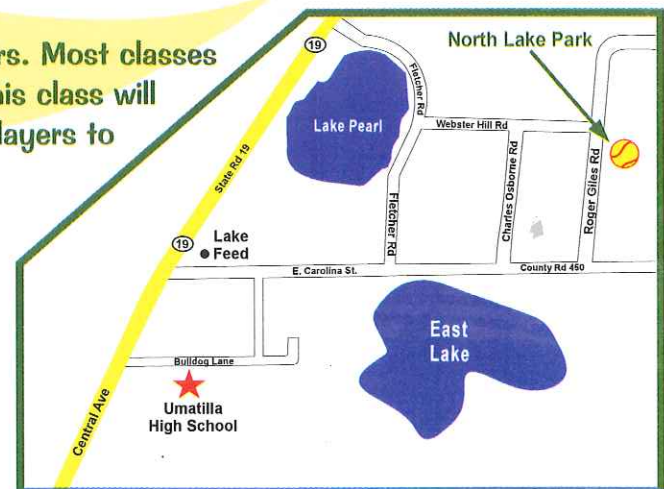 rs. Most classes
his class will
layers to
19
North Lake Park
Fletcher Rd
Lake Pearl
Webster Hill Rd
State Rd 19
Charles Osborne Rd
Roger Giles Rd
Fletcher Rd
19
Lake
Feed
E. Carolina St.
County Rd 450
East
Lake
Bulldog Lane
Umatilla
High School
Central Ave